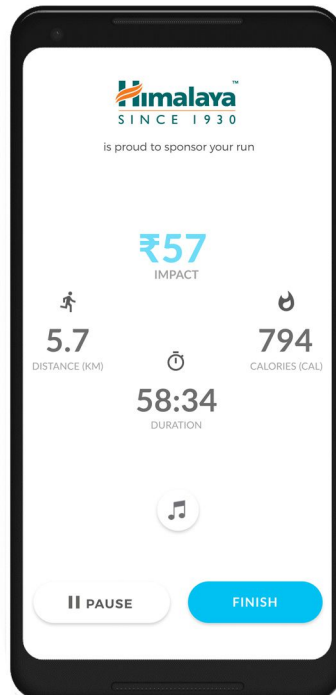 Himalaya™
SINCE 1930
is proud to sponsor your run
₹57
IMPACT
5.7
DISTANCE (KM)
794
CALORIES (CAL)
58:34
DURATION
PAUSE
FINISH